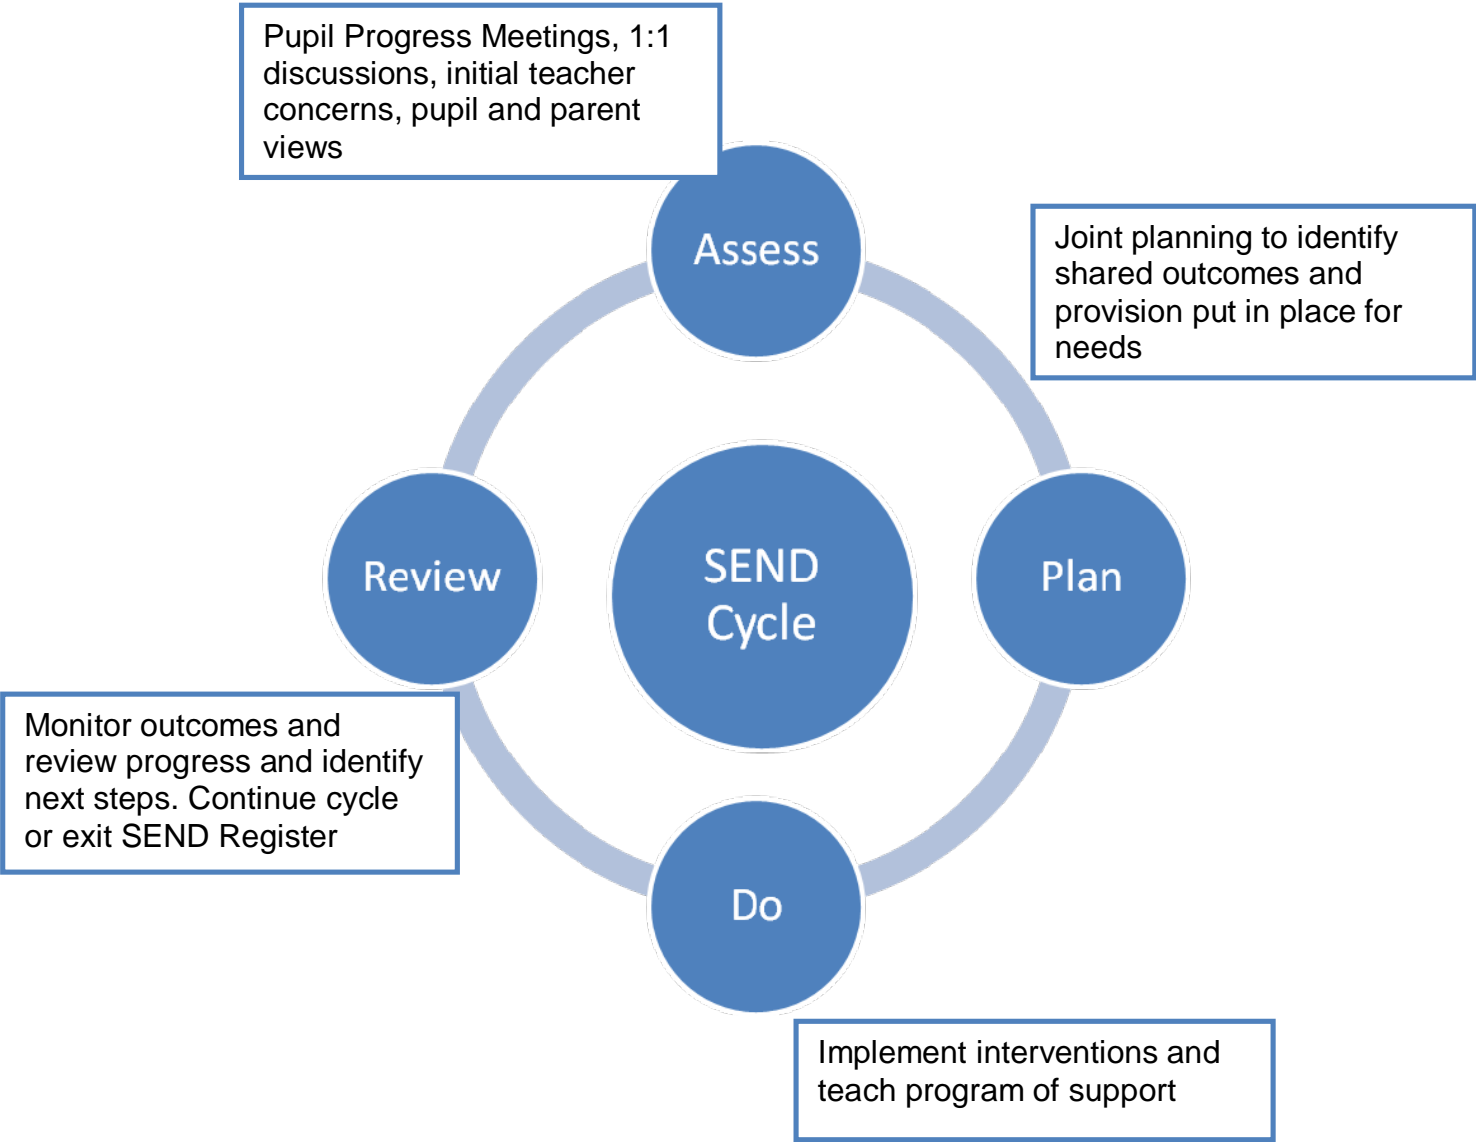 Pupil Progress Meetings, 1:1
discussions, initial teacher
concerns, pupil and parent
views
Assess
Joint planning to identify
shared outcomes and
provision put in place for
needs
Review
SEND
Cycle
Plan
Monitor outcomes and
review progress and identify
next steps. Continue cycle
or exit SEND Register
Do
Implement interventions and
teach program of support